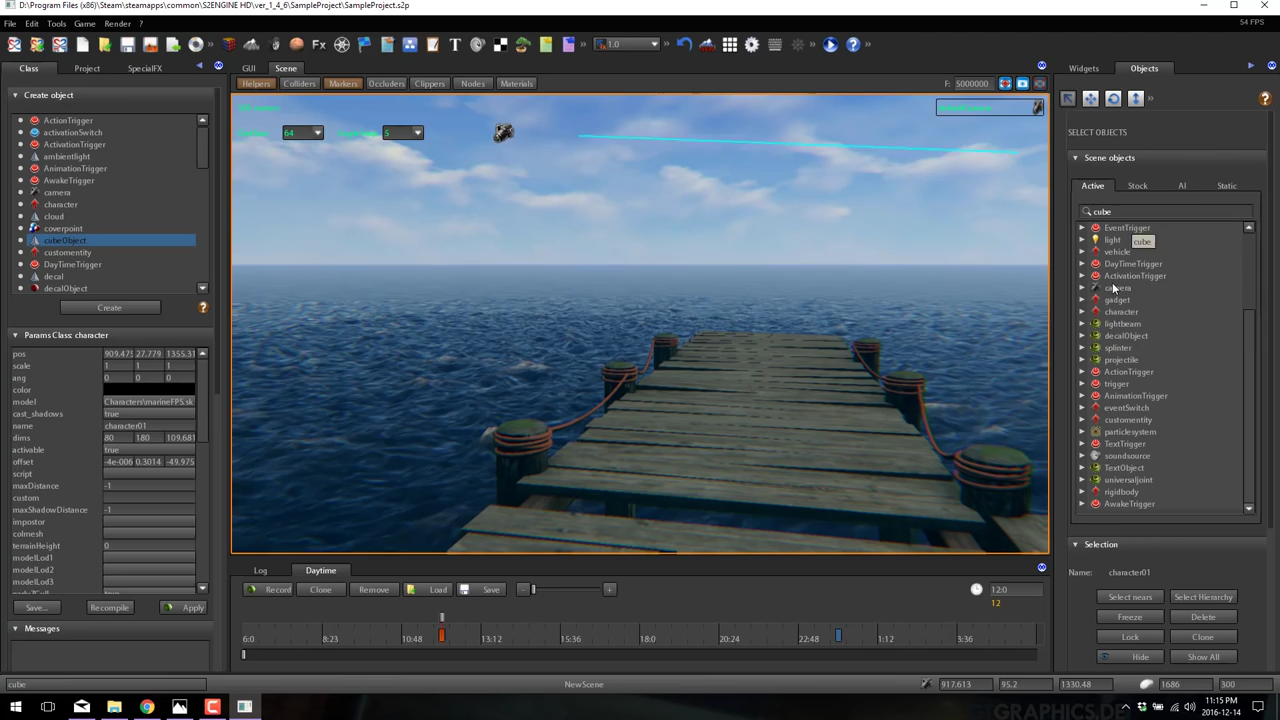 D:\Program Files (x86)\Steam\steamapps\common\S2ENGINE HD\ver_1_4_6\SampleProject\SampleProject.s2p
File Edit Tools Game Render ? 54 FPS
Fx T 1.0
Class Project SpecialFX GUI Scene Widgets Objects
Helpers Colliders Markers Occluders Clippers Nodes Materials F: 5000000
Create object
ActionTrigger
activationSwitch
ActivationTrigger
ambientlight
AnimationTrigger
AwakeTrigger
camera
character
cloud
coverpoint
cubeObject
customentity
DayTimeTrigger
decal
decalObject
Create
Params Class: character
pos 909.475 27.779 1355.31
scale 1 1 1
ang 0 0 0
color
model Characters\marineFPS.sk
cast_shadows true
name character01
dims 80 180 109.681
activable true
offset -4e-006 0.3014 -49.975
script
maxDistance -1
custom
maxShadowDistance -1
impostor
colmesh
terrainHeight 0
modelLod1
modelLod2
modelLod3
Save... Recompile Apply
Messages
64 5
Log Daytime
Record Clone Remove Load Save - + 12:0
12
6:0 8:23 10:48 13:12 15:36 18:0 20:24 22:48 1:12 3:36
SELECT OBJECTS
Scene objects
Active Stock AI Static
cube
EventTrigger
light cube
vehicle
DayTimeTrigger
ActivationTrigger
camera
gadget
character
lightbeam
decalObject
splinter
projectile
ActionTrigger
trigger
AnimationTrigger
eventSwitch
customentity
particlesystem
TextTrigger
soundsource
TextObject
universaljoint
rigidbody
AwakeTrigger
Selection
Name: character01
Select nears Select Hierarchy
Freeze Delete
Lock Clone
Hide Show All
cube NewScene 917.613 95.2 1330.48 1686 300
11:15 PM
2016-12-14